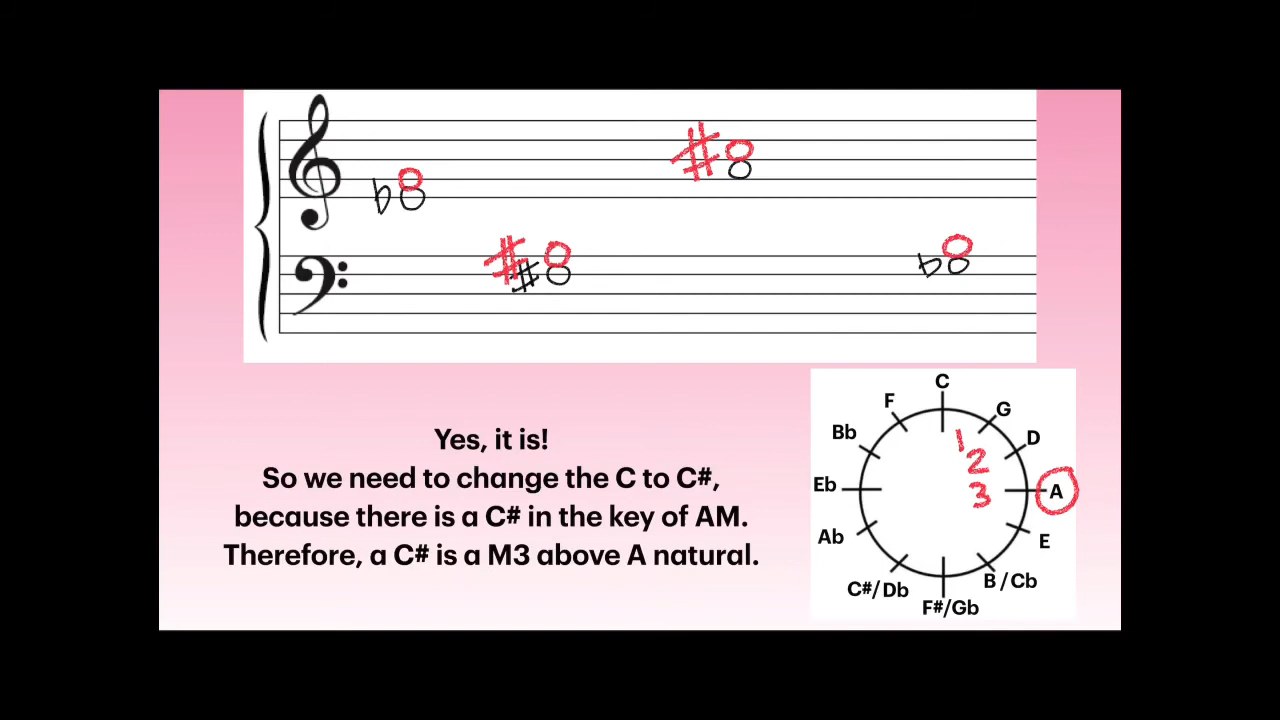 Yes, it is!
So we need to change the C to C#,
because there is a C# in the key of AM.
Therefore, a C# is a M3 above A natural.
C
F
G
Bb
D
1
2
Eb
3
A
Ab
E
C#/Db
B/Cb
F#/Gb